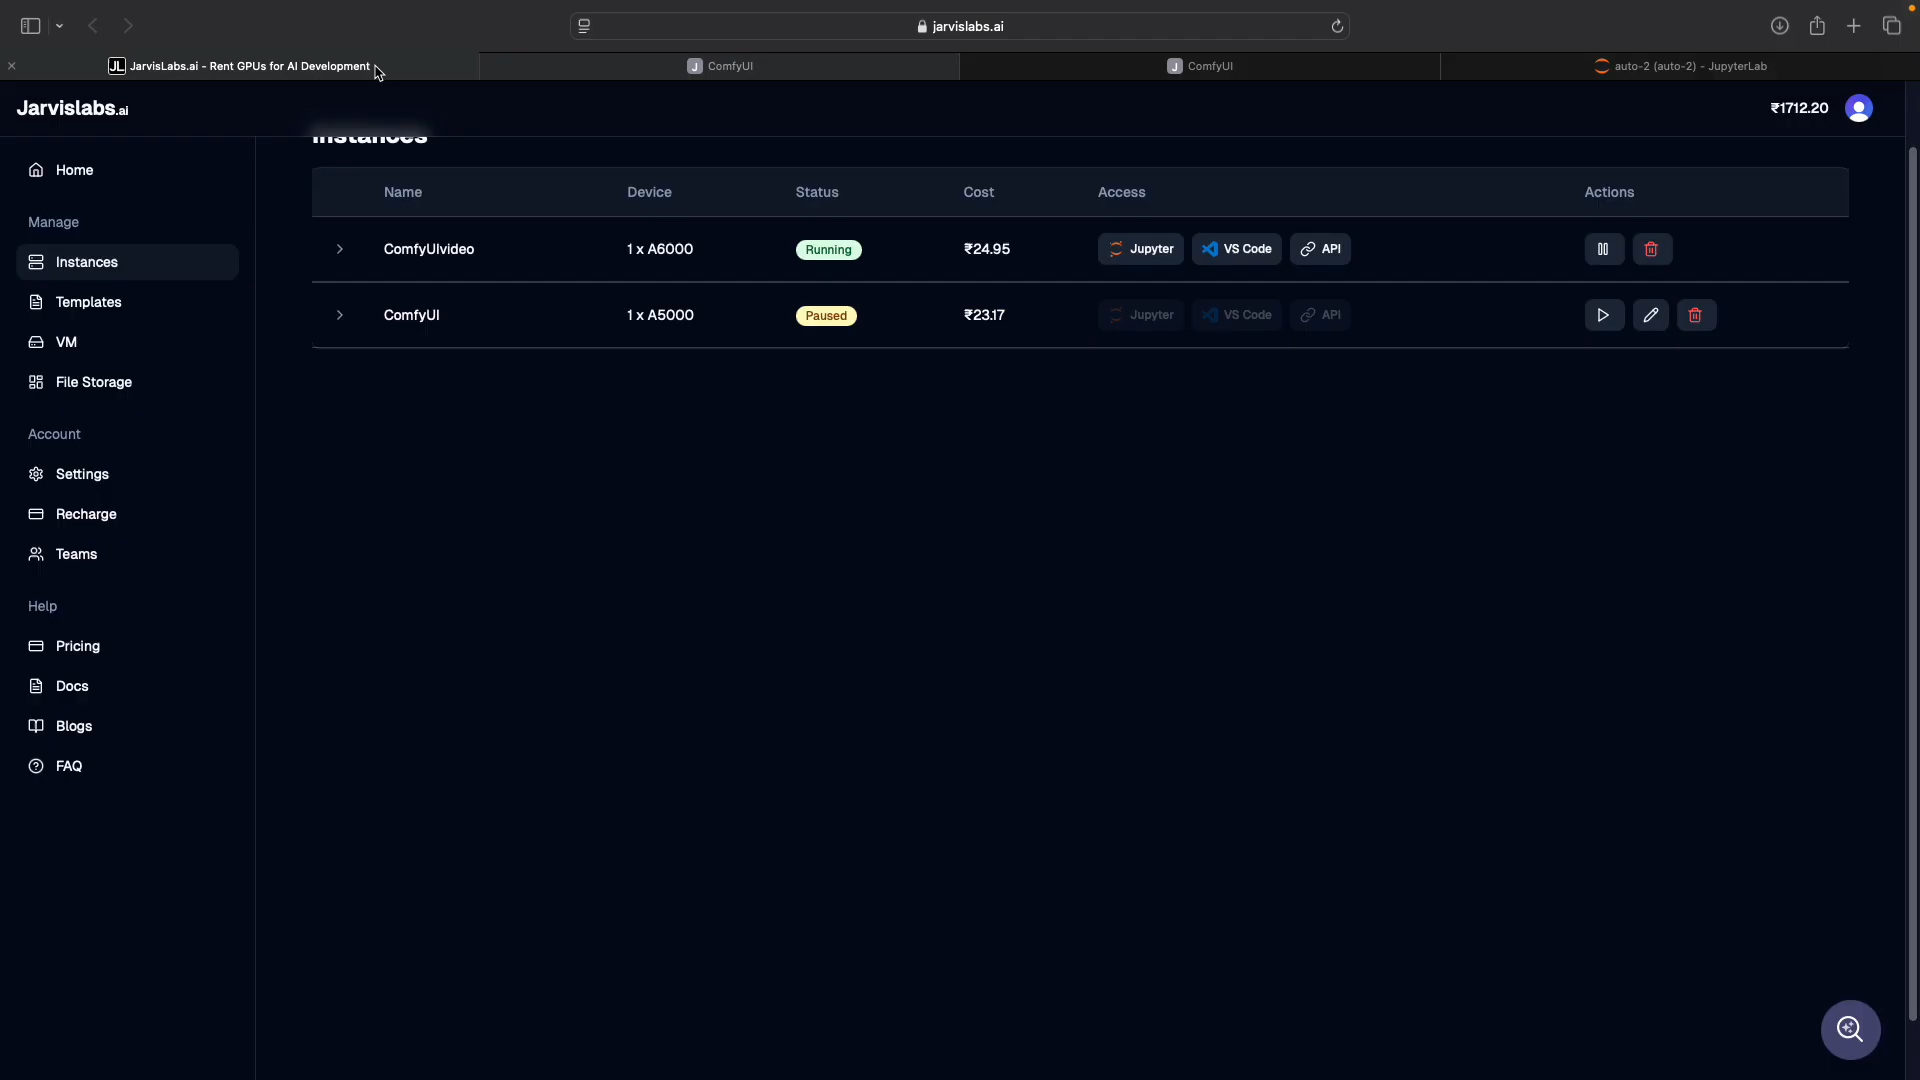 jarvislabs.ai
JL JarvisLabs.ai - Rent GPUs for AI Development
J ComfyUI
J ComfyUI
auto-2 (auto-2) - JupyterLab
Jarvislabs.ai
₹1712.20
Home
Manage
Instances
Templates
VM
File Storage
Account
Settings
Recharge
Teams
Help
Pricing
Docs
Blogs
FAQ
Instances
Name Device Status Cost Access Actions
ComfyUIvideo 1 x A6000 Running ₹24.95 Jupyter VS Code API
ComfyUI 1 x A5000 Paused ₹23.17 Jupyter VS Code API